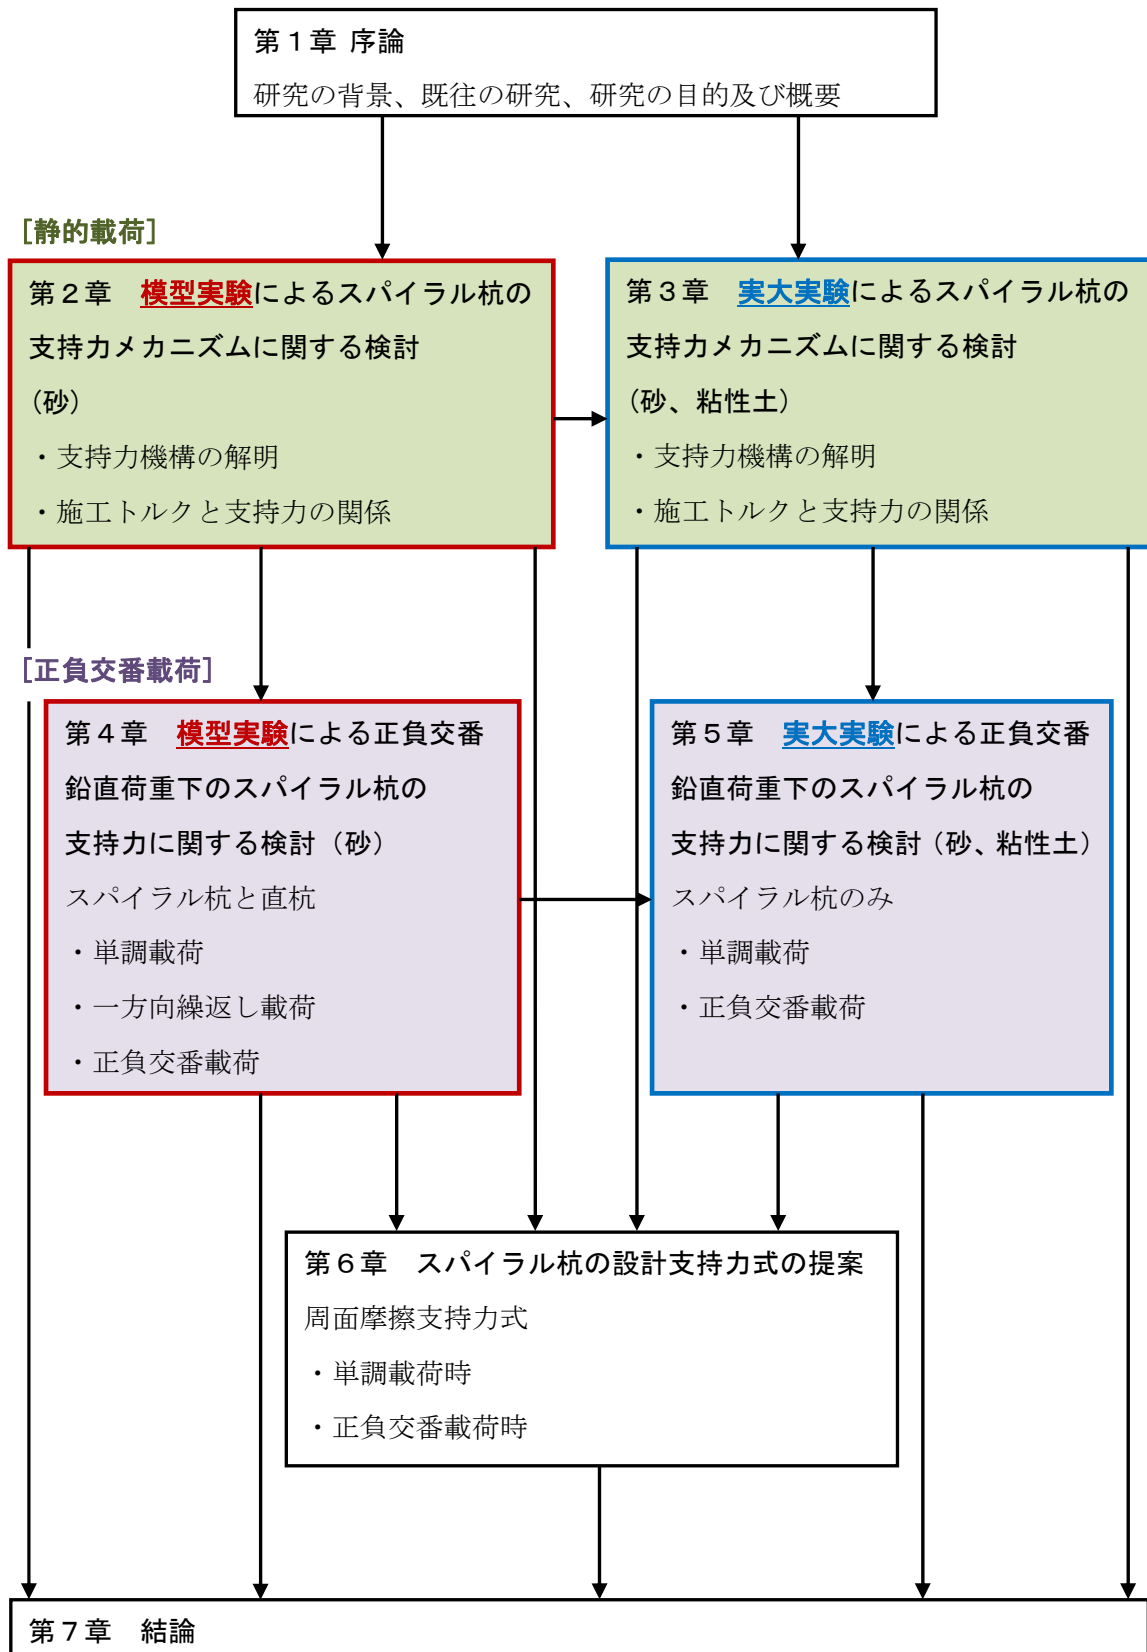 第１章 序論
研究の背景、既往の研究、研究の目的及び概要
[静的載荷]
第２章　模型実験によるスパイラル杭の
支持力メカニズムに関する検討
（砂）
・支持力機構の解明
・施工トルクと支持力の関係
第３章　実大実験によるスパイラル杭の
支持力メカニズムに関する検討
（砂、粘性土）
・支持力機構の解明
・施工トルクと支持力の関係
[正負交番載荷]
第４章　模型実験による正負交番
鉛直荷重下のスパイラル杭の
支持力に関する検討（砂）
スパイラル杭と直杭
・単調載荷
・一方向繰返し載荷
・正負交番載荷
第５章　実大実験による正負交番
鉛直荷重下のスパイラル杭の
支持力に関する検討（砂、粘性土）
スパイラル杭のみ
・単調載荷
・正負交番載荷
第６章　スパイラル杭の設計支持力式の提案
周面摩擦支持力式
・単調載荷時
・正負交番載荷時
第７章　結論